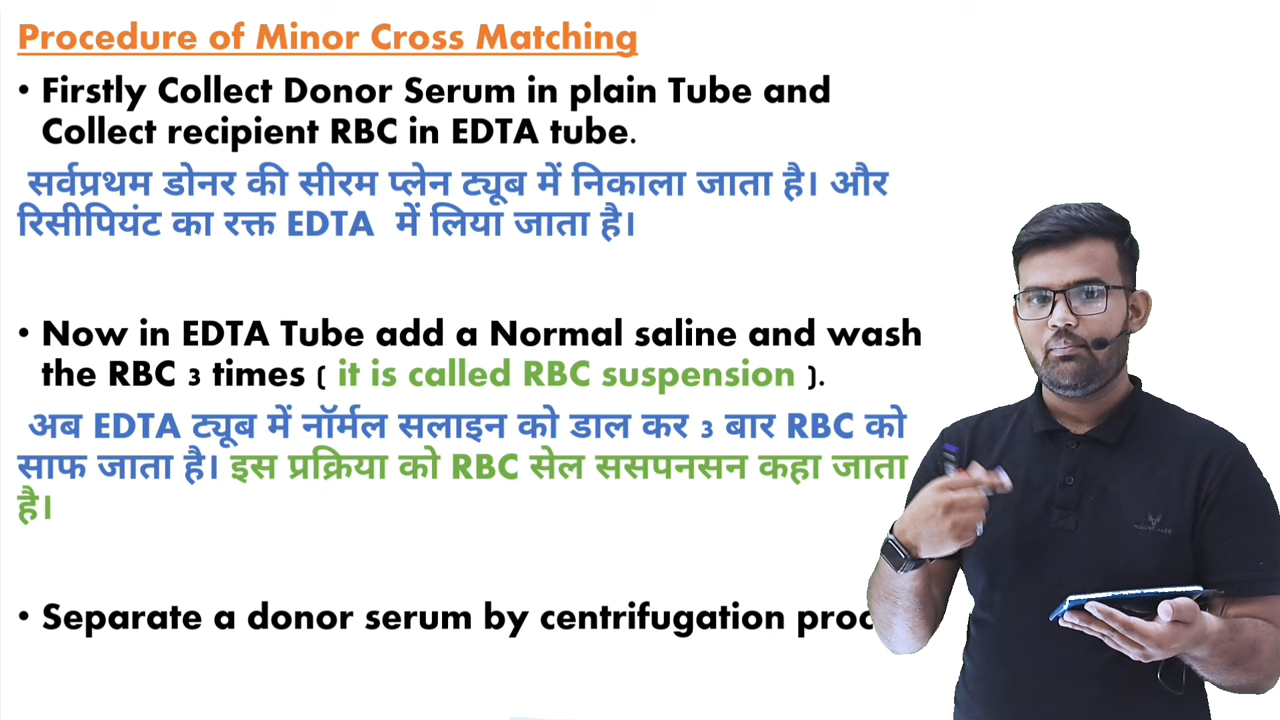 Procedure of Minor Cross Matching
• Firstly Collect Donor Serum in plain Tube and
Collect recipient RBC in EDTA tube.
सर्वप्रथम डोनर की सीरम प्लेन ट्यूब में निकाला जाता है। और
रिसीपियंट का रक्त EDTA में लिया जाता है।
• Now in EDTA Tube add a Normal saline and wash
the RBC 3 times ( it is called RBC suspension ).
अब EDTA ट्यूब में नॉर्मल सलाइन को डाल कर 3 बार RBC को
साफ जाता है। इस प्रक्रिया को RBC सेल ससपनसन कहा जाता
है।
• Separate a donor serum by centrifugation